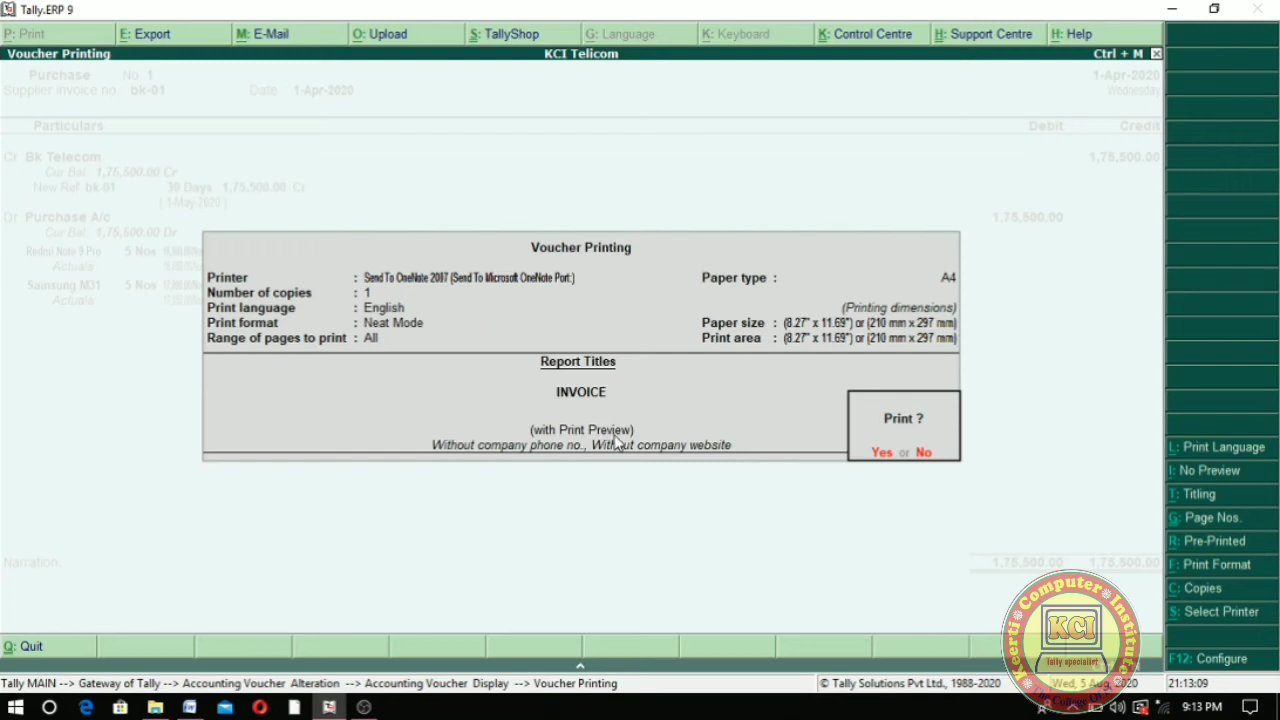 Tally.ERP 9
P: Print E: Export M: E-Mail O: Upload S: TallyShop G: Language K: Keyboard K: Control Centre H: Support Centre H: Help
Voucher Printing KCI Telicom Ctrl + M
Purchase No. 1 1-Apr-2020
Supplier invoice no bk-01 Date 1-Apr-2020 Wednesday
Particulars Debit Credit
Cr Bk Telecom 1,75,500.00
Cur Bal: 1,75,500.00 Cr
New Ref bk-01 30 Days 1,75,500.00 Cr
( 1-May-2020 )
Dr Purchase A/c 1,75,500.00
Cur Bal: 1,75,500.00 Dr
Redmi Note 9 Pro 5 Nos
Actuals
Samsung M31 5 Nos
Actuals
Voucher Printing
Printer : Send To OneNote 2007 (Send To Microsoft OneNote Port:) Paper type : A4
Number of copies : 1
Print language : English (Printing dimensions)
Print format : Neat Mode Paper size : (8.27" x 11.69") or (210 mm x 297 mm)
Range of pages to print : All Print area : (8.27" x 11.69") or (210 mm x 297 mm)
Report Titles
INVOICE
(with Print Preview)
Without company phone no., Without company website
Print ?
Yes or No
L: Print Language
I: No Preview
T: Titling
G: Page Nos.
R: Pre-Printed
F: Print Format
C: Copies
S: Select Printer
F12: Configure
Narration 1,75,500.00 1,75,500.00
Q: Quit
Keerti Computer Institute
KCI
tally specialist
Tally MAIN --> Gateway of Tally --> Accounting Voucher Alteration --> Accounting Voucher Display --> Voucher Printing © Tally Solutions Pvt Ltd., 1988-2020 Wed, 5 Aug, 2020 21:13:09
9:13 PM